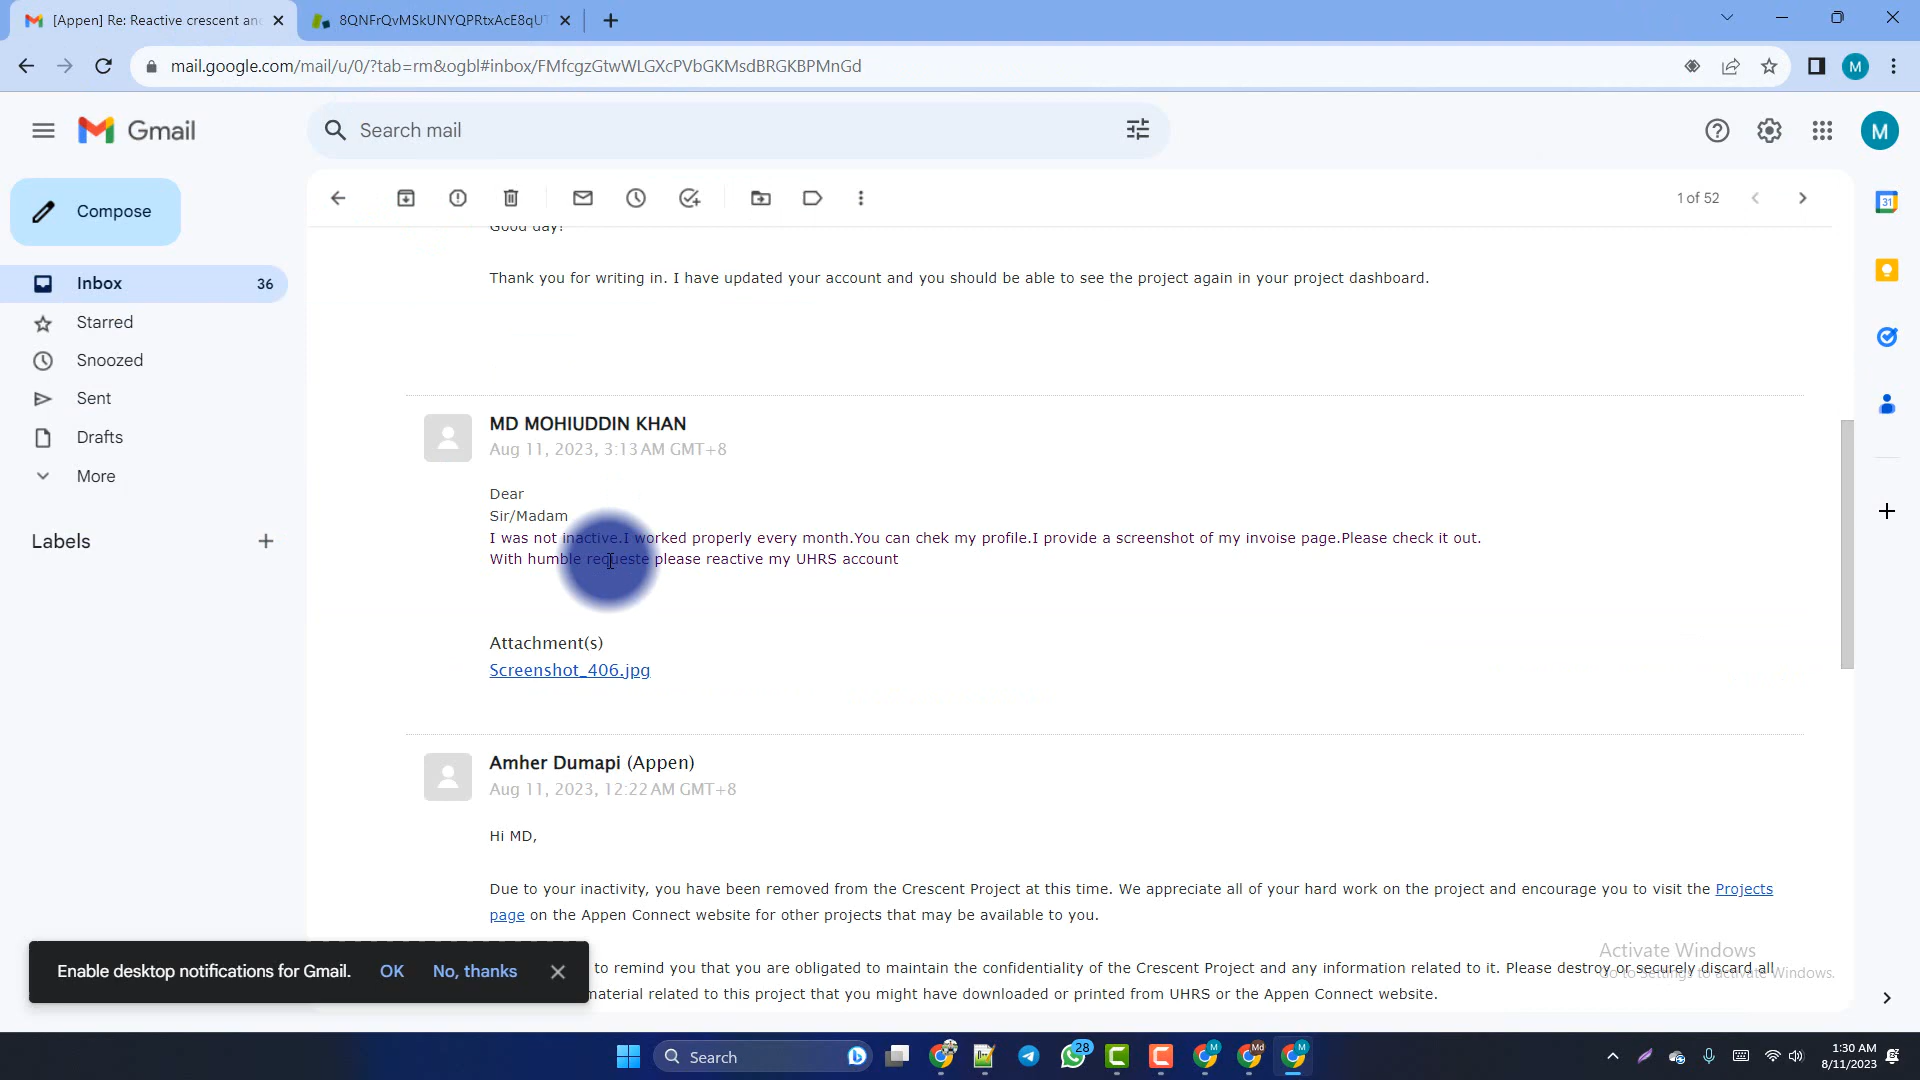 [Appen] Re: Reactive crescent an
8QNFrQvMSkUNYQPRtxAcE8qUT
mail.google.com/mail/u/0/?tab=rm&ogbl#inbox/FMfcgzGtwWLGXcPVbGKMsdBRGKBPMnGd
M
Gmail
Search mail
M
Compose
1 of 52
31
Good day!
Thank you for writing in. I have updated your account and you should be able to see the project again in your project dashboard.
Inbox 36
Starred
Snoozed
Sent
Drafts
More
Labels
MD MOHIUDDIN KHAN
Aug 11, 2023, 3:13 AM GMT+8
Dear
Sir/Madam
I was not inactive.I worked properly every month.You can chek my profile.I provide a screenshot of my invoise page.Please check it out.
With humble requeste please reactive my UHRS account
Attachment(s)
Screenshot_406.jpg
Amher Dumapi (Appen)
Aug 11, 2023, 12:22 AM GMT+8
Hi MD,
Due to your inactivity, you have been removed from the Crescent Project at this time. We appreciate all of your hard work on the project and encourage you to visit the Projects
page on the Appen Connect website for other projects that may be available to you.
to remind you that you are obligated to maintain the confidentiality of the Crescent Project and any information related to it. Please destroy or securely discard all
material related to this project that you might have downloaded or printed from UHRS or the Appen Connect website.
Activate Windows
Go to Settings to activate Windows.
Enable desktop notifications for Gmail. OK No, thanks
Search
28
M
Md
M
1:30 AM
8/11/2023